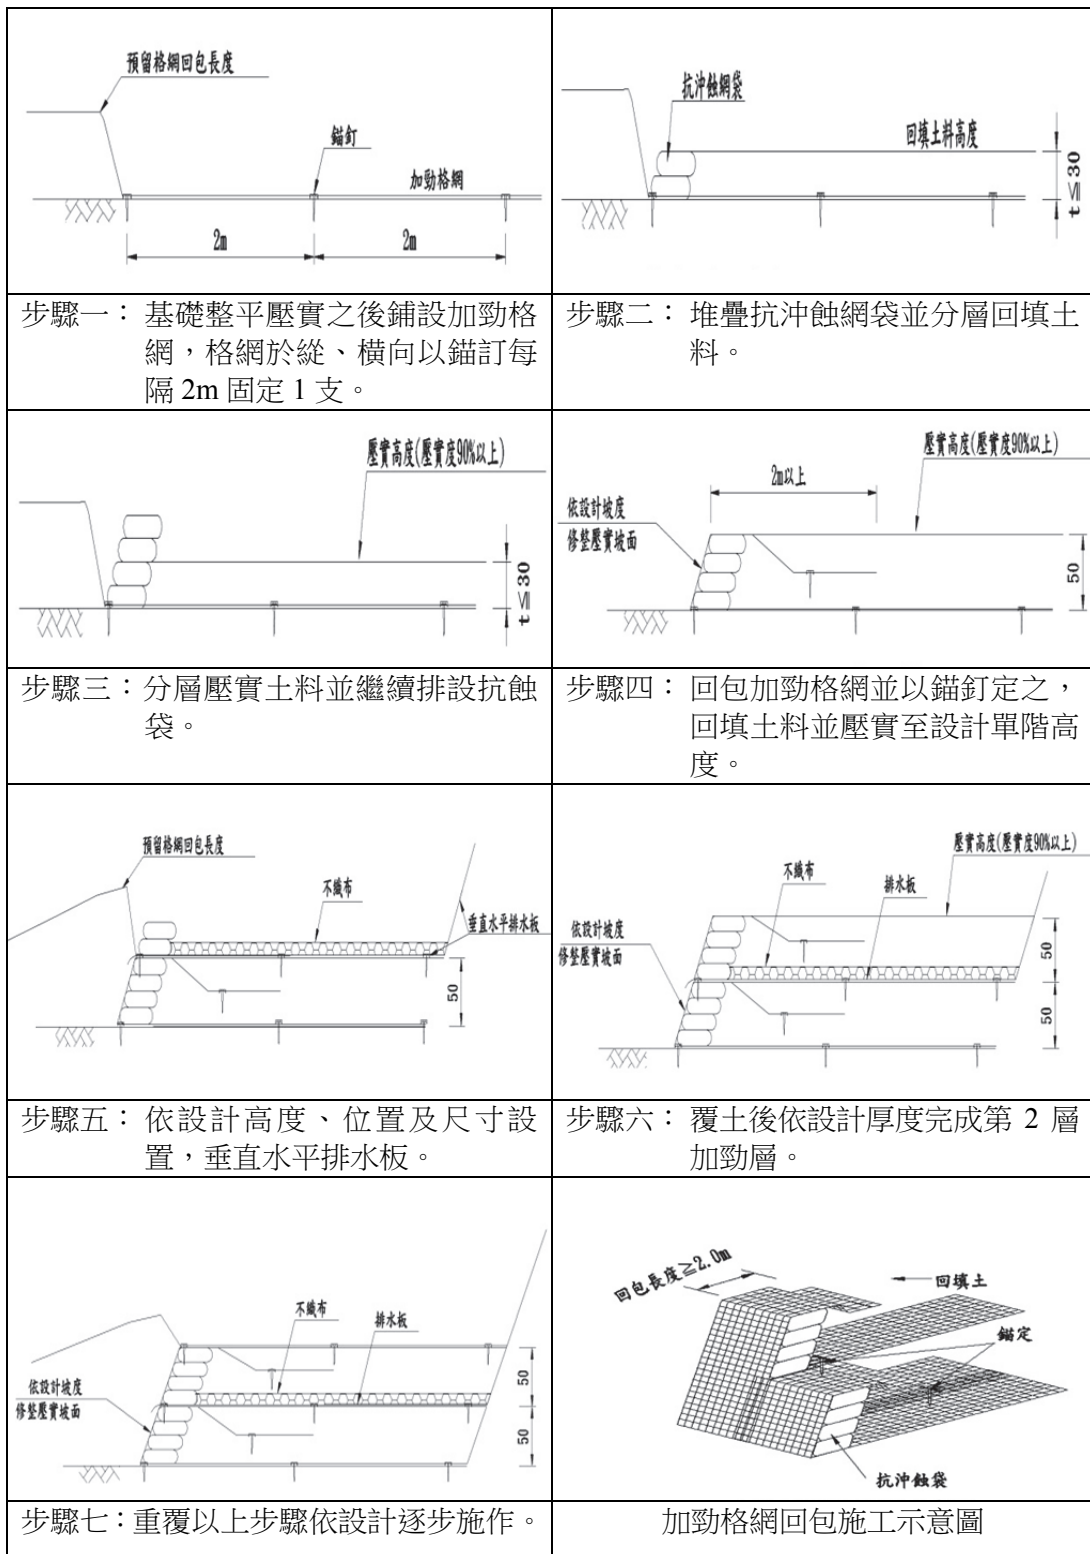 預留格網回包長度
錨釘
加勁格網
2m
2m
步驟一：基礎整平壓實之後鋪設加勁格
網，格網於縱、橫向以錨訂每
隔 2m 固定 1 支。
抗沖蝕網袋
回填土料高度
t≦30
步驟二：堆疊抗沖蝕網袋並分層回填土
料。
壓實高度(壓實度90%以上)
t≦30
步驟三：分層壓實土料並繼續排設抗蝕
袋。
壓實高度(壓實度90%以上)
2m以上
依設計坡度
修整壓實坡面
50
步驟四：回包加勁格網並以錨釘定之，
回填土料並壓實至設計單階高
度。
預留格網回包長度
不織布
垂直水平排水板
50
步驟五：依設計高度、位置及尺寸設
置，垂直水平排水板。
壓實高度(壓實度90%以上)
不織布
排水板
依設計坡度
修整壓實坡面
50
50
步驟六：覆土後依設計厚度完成第 2 層
加勁層。
不織布
排水板
依設計坡度
修整壓實坡面
50
50
步驟七：重覆以上步驟依設計逐步施作。
回包長度≧2.0m
回填土
錨定
抗沖蝕袋
加勁格網回包施工示意圖